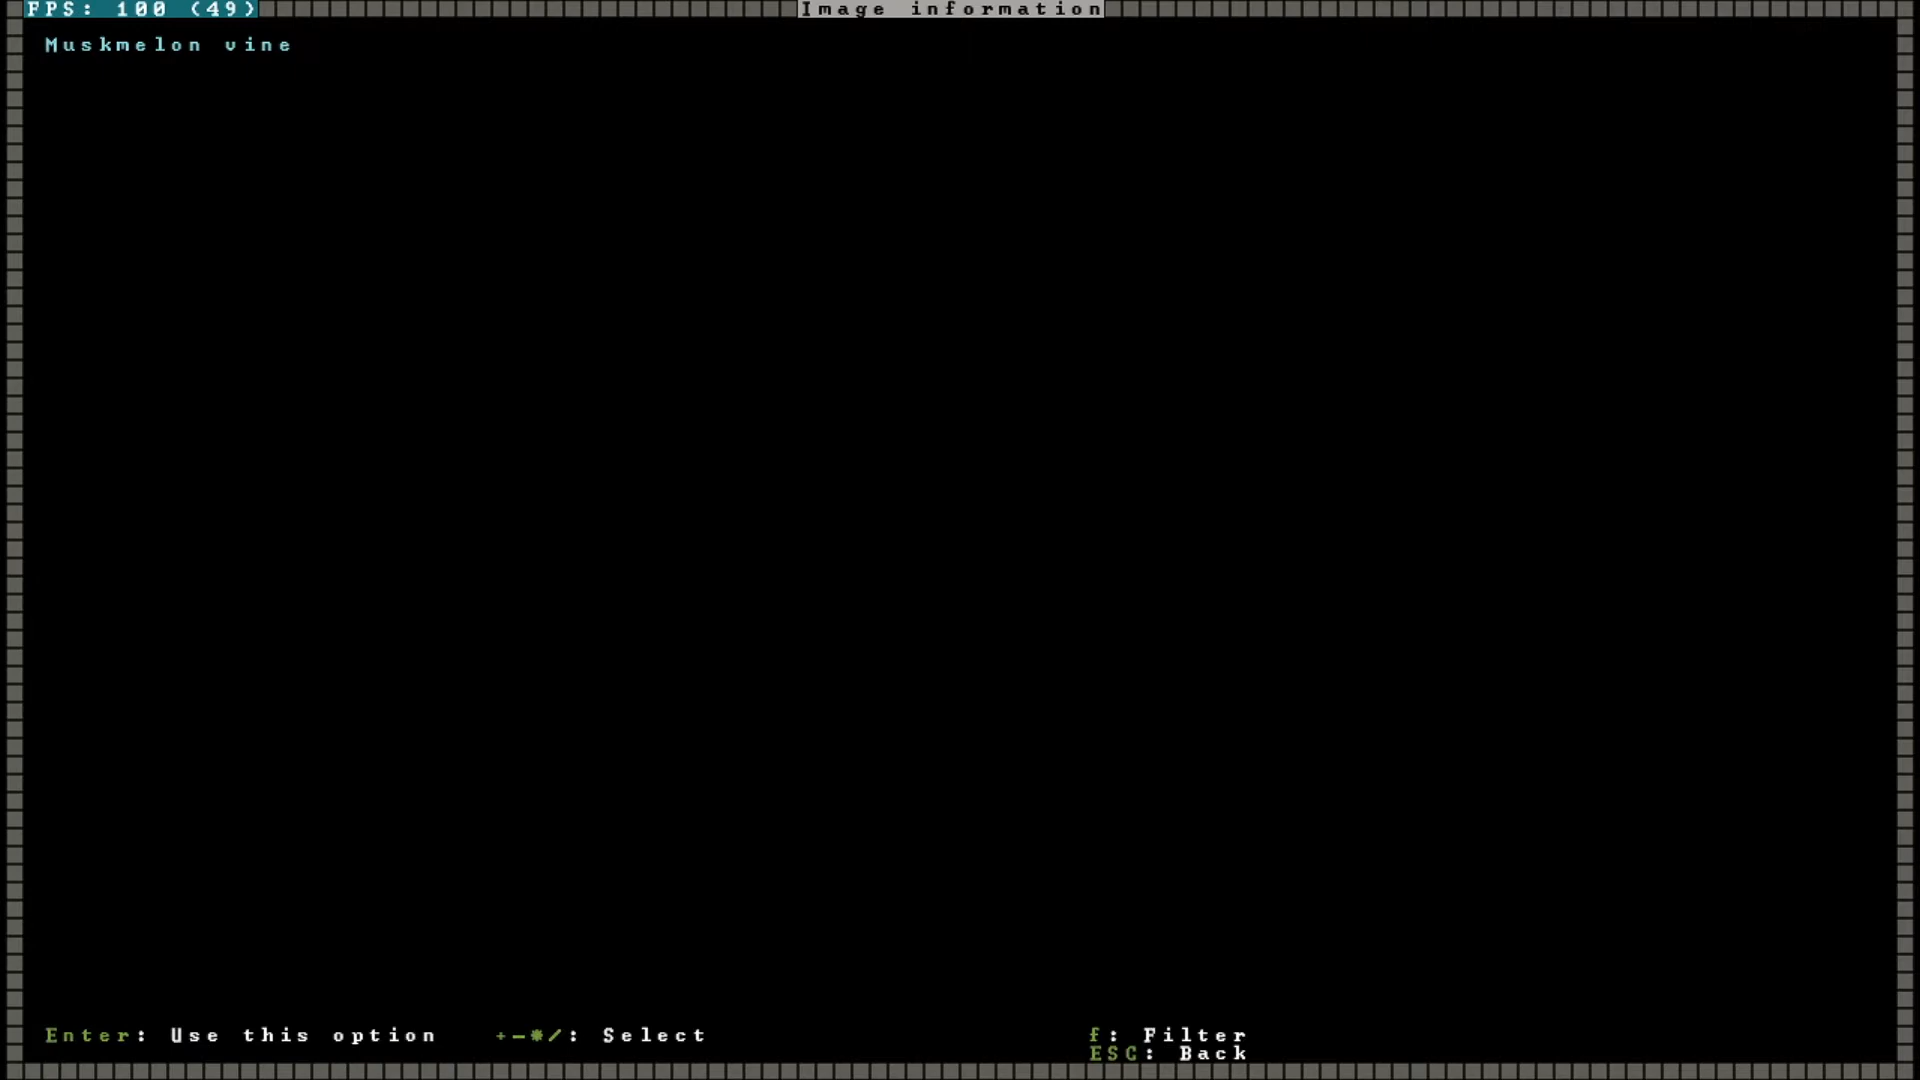 FPS: 100 (49)
Image information
Muskmelon vine
Enter: Use this option +-*/: Select f: Filter
ESC: Back